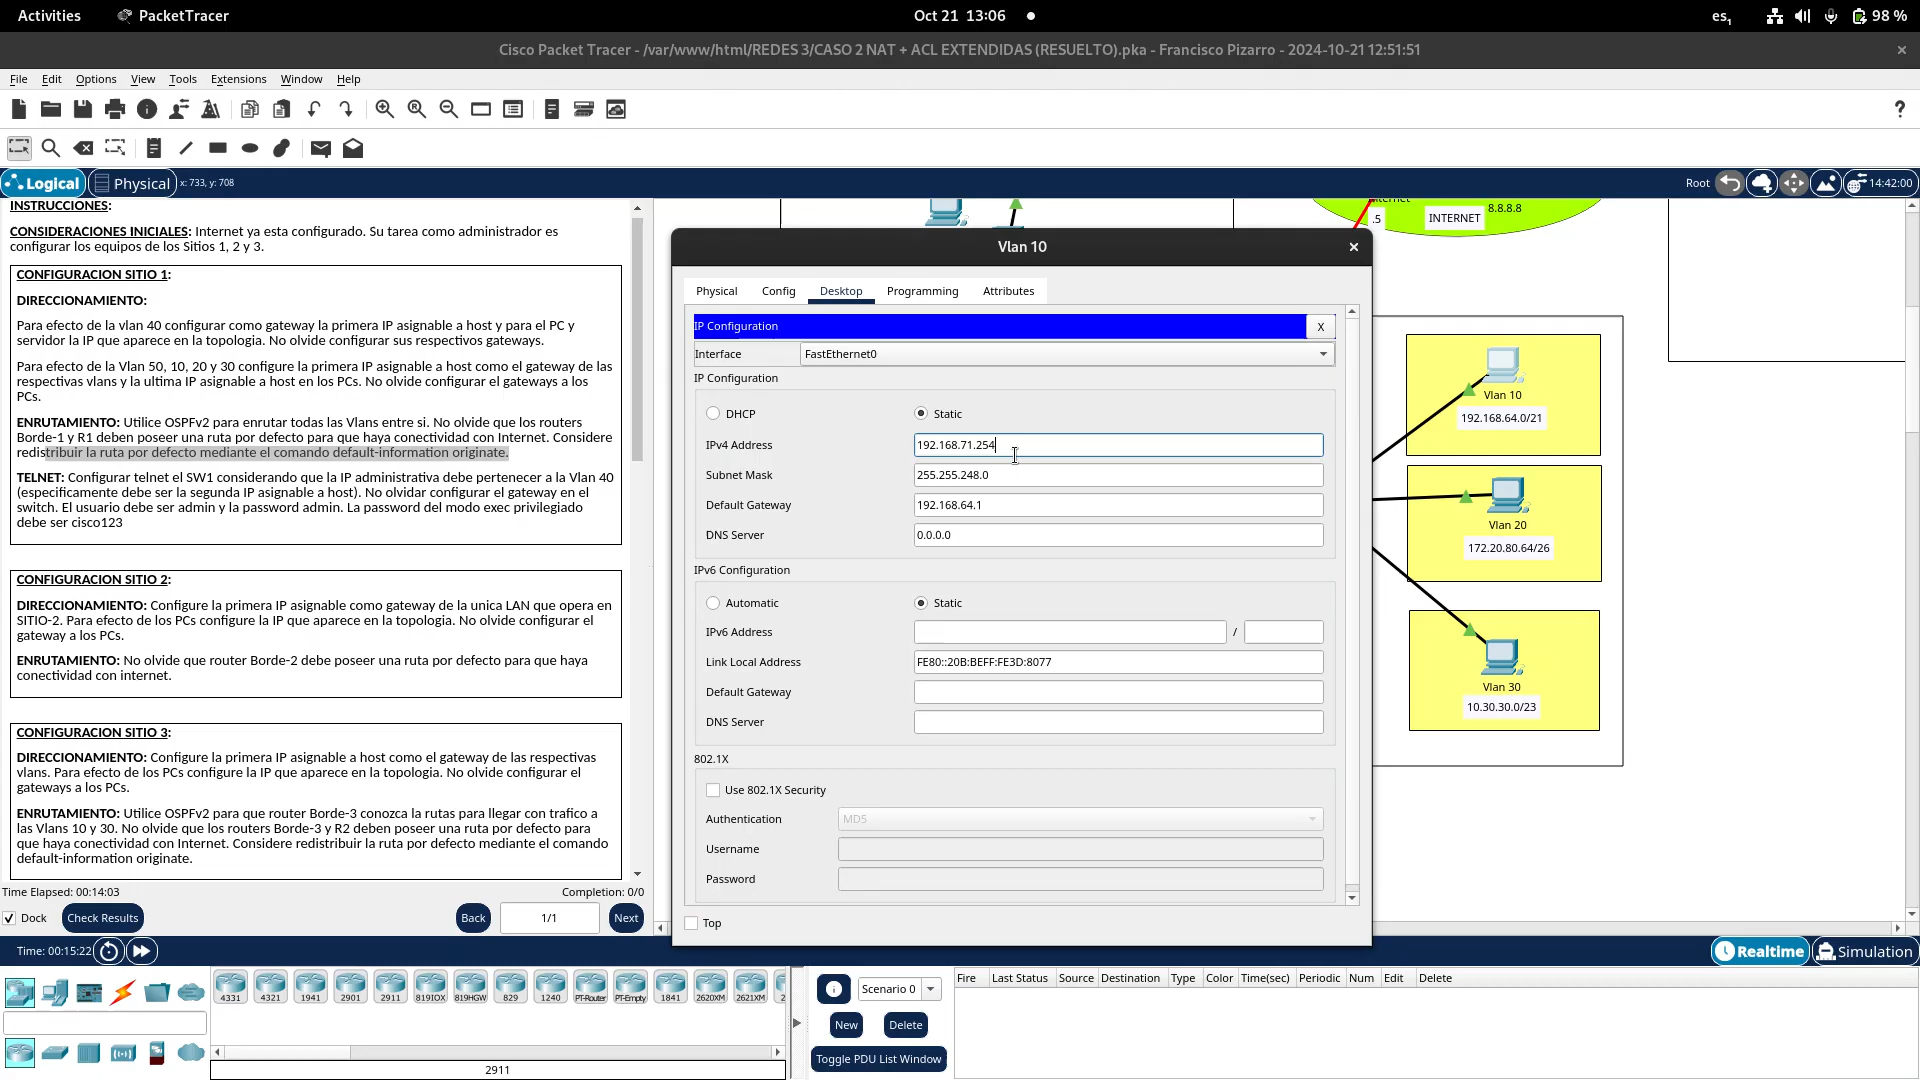 Activities
PacketTracer
Oct 21 13:06
es₁
98 %
Cisco Packet Tracer - /var/www/html/REDES 3/CASO 2 NAT + ACL EXTENDIDAS (RESUELTO).pka - Francisco Pizarro - 2024-10-21 12:51:51
File Edit Options View Tools Extensions Window Help
Logical Physical x: 733, y: 708
Root 14:42:00
INSTRUCCIONES:
CONSIDERACIONES INICIALES: Internet ya esta configurado. Su tarea como administrador es
configurar los equipos de los Sitios 1, 2 y 3.
CONFIGURACION SITIO 1:
DIRECCIONAMIENTO:
Para efecto de la vlan 40 configurar como gateway la primera IP asignable a host y para el PC y
servidor la IP que aparece en la topologia. No olvide configurar sus respectivos gateways.
Para efecto de la Vlan 50, 10, 20 y 30 configure la primera IP asignable a host como el gateway de las
respectivas vlans y la ultima IP asignable a host en los PCs. No olvide configurar el gateways a los
PCs.
ENRUTAMIENTO: Utilice OSPFv2 para enrutar todas las Vlans entre si. No olvide que los routers
Borde-1 y R1 deben poseer una ruta por defecto para que haya conectividad con Internet. Considere
redistribuir la ruta por defecto mediante el comando default-information originate.
TELNET: Configurar telnet el SW1 considerando que la IP administrativa debe pertenecer a la Vlan 40
(especificamente debe ser la segunda IP asignable a host). No olvidar configurar el gateway en el
switch. El usuario debe ser admin y la password admin. La password del modo exec privilegiado
debe ser cisco123
CONFIGURACION SITIO 2:
DIRECCIONAMIENTO: Configure la primera IP asignable como gateway de la unica LAN que opera en
SITIO-2. Para efecto de los PCs configure la IP que aparece en la topologia. No olvide configurar el
gateway a los PCs.
ENRUTAMIENTO: No olvide que router Borde-2 debe poseer una ruta por defecto para que haya
conectividad con internet.
CONFIGURACION SITIO 3:
DIRECCIONAMIENTO: Configure la primera IP asignable a host como el gateway de las respectivas
vlans. Para efecto de los PCs configure la IP que aparece en la topologia. No olvide configurar el
gateways a los PCs.
ENRUTAMIENTO: Utilice OSPFv2 para que router Borde-3 conozca la rutas para llegar con trafico a
las Vlans 10 y 30. No olvide que los routers Borde-3 y R2 deben poseer una ruta por defecto para
que haya conectividad con Internet. Considere redistribuir la ruta por defecto mediante el comando
default-information originate.
Time Elapsed: 00:14:03 Completion: 0/0
Dock Check Results Back 1/1 Next
.5
INTERNET
8.8.8.8
Vlan 10
Physical Config Desktop Programming Attributes
IP Configuration X
Interface FastEthernet0
IP Configuration
DHCP Static
IPv4 Address 192.168.71.254
Subnet Mask 255.255.248.0
Default Gateway 192.168.64.1
DNS Server 0.0.0.0
IPv6 Configuration
Automatic Static
IPv6 Address /
Link Local Address FE80::20B:BEFF:FE3D:8077
Default Gateway
DNS Server
802.1X
Use 802.1X Security
Authentication MD5
Username
Password
Top
Vlan 10
192.168.64.0/21
Vlan 20
172.20.80.64/26
Vlan 30
10.30.30.0/23
Time: 00:15:22
Realtime Simulation
4331 4321 1941 2901 2911 819IOX 819HGW 829 1240 PT-Router PT-Empty 1841 2620XM 2621XM 2
2911
Scenario 0
New Delete
Toggle PDU List Window
Fire Last Status Source Destination Type Color Time(sec) Periodic Num Edit Delete